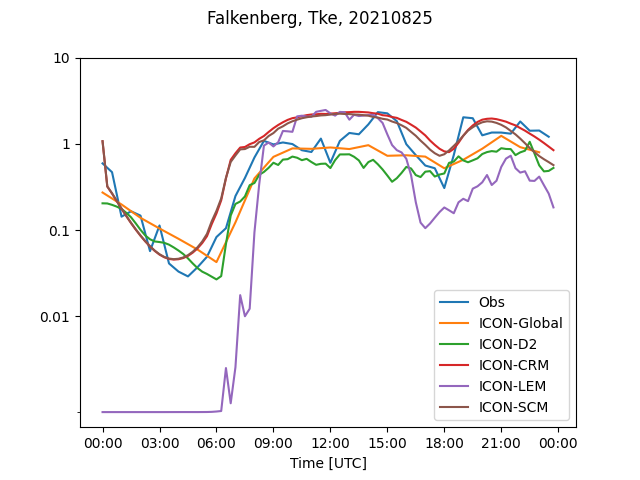 Falkenberg, Tke, 20210825
10
1
0.1
0.01
Obs
ICON-Global
ICON-D2
ICON-CRM
ICON-LEM
ICON-SCM
00:00 03:00 06:00 09:00 12:00 15:00 18:00 21:00 00:00
Time [UTC]